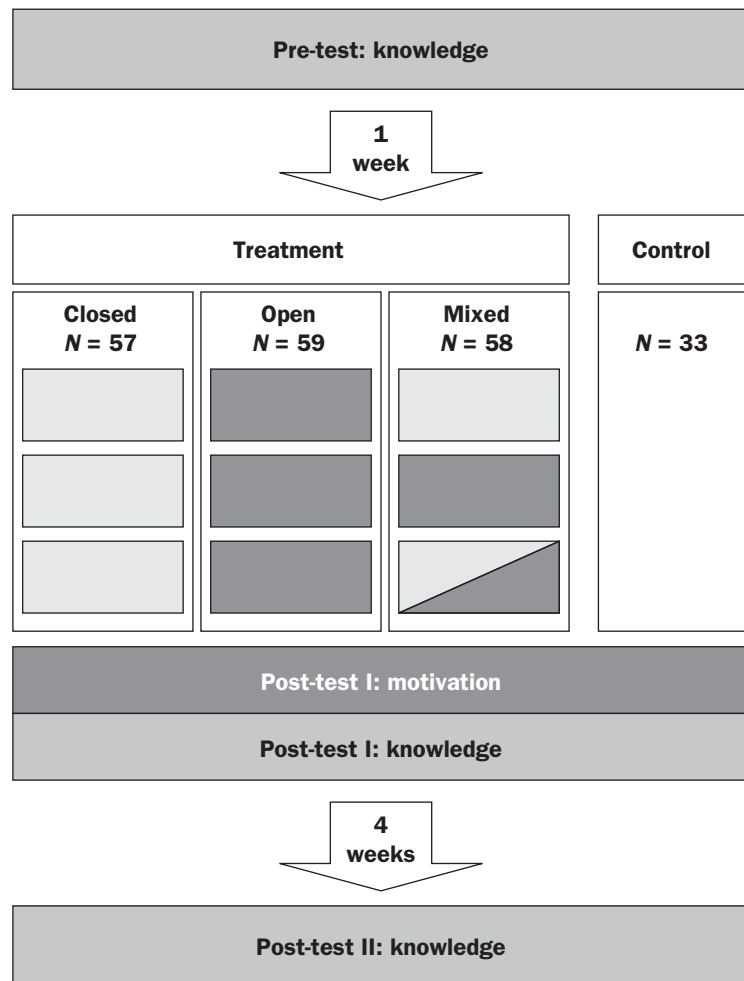 Pre-test: knowledge
1
week
Treatment
Control
Closed
N = 57
Open
N = 59
Mixed
N = 58
N = 33
Post-test I: motivation
Post-test I: knowledge
4
weeks
Post-test II: knowledge